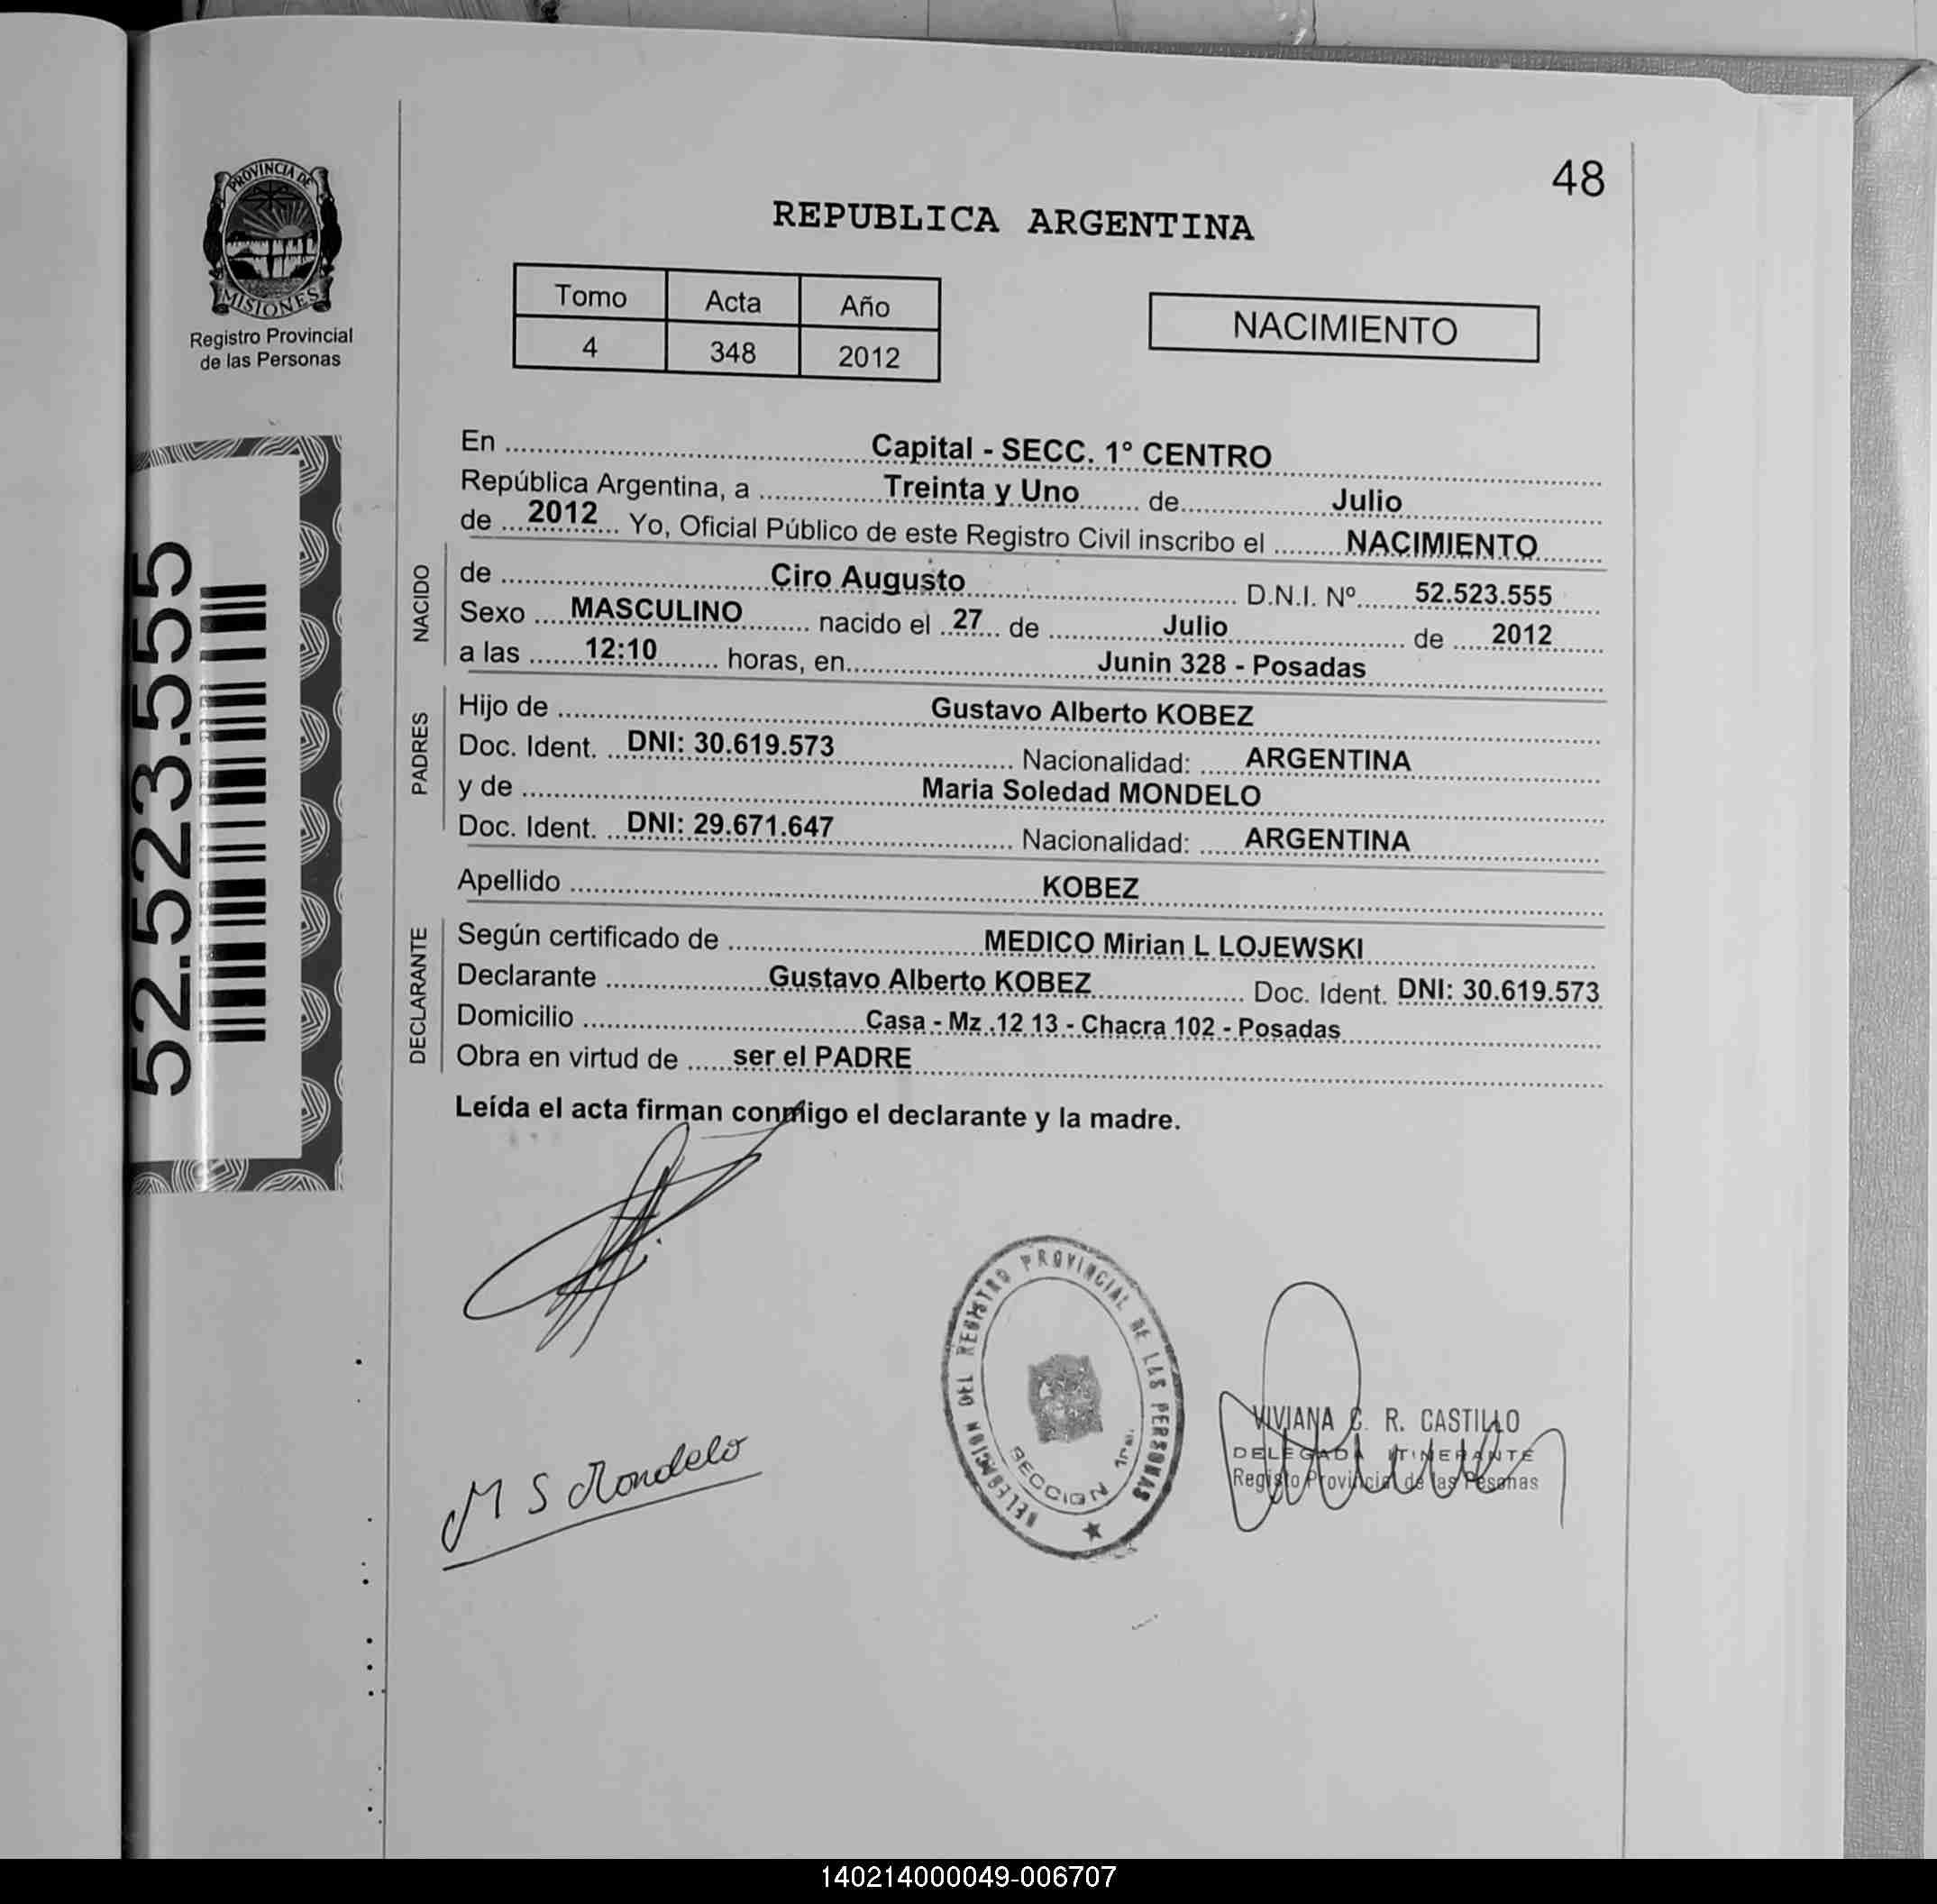 48
PROVINCIA DE
MISIONES
Registro Provincial
de las Personas
REPUBLICA ARGENTINA
Tomo Acta Año
4 348 2012
NACIMIENTO
52.523.555
En Capital - SECC. 1º CENTRO
República Argentina, a Treinta y Uno de Julio
de 2012 Yo, Oficial Público de este Registro Civil inscribo el NACIMIENTO
NACIDO
de Ciro Augusto D.N.I. Nº 52.523.555
Sexo MASCULINO nacido el 27 de Julio de 2012
a las 12:10 horas, en Junin 328 - Posadas
PADRES
Hijo de Gustavo Alberto KOBEZ
Doc. Ident. DNI: 30.619.573 Nacionalidad: ARGENTINA
y de Maria Soledad MONDELO
Doc. Ident. DNI: 29.671.647 Nacionalidad: ARGENTINA
Apellido KOBEZ
DECLARANTE
Según certificado de MEDICO Mirian L LOJEWSKI
Declarante Gustavo Alberto KOBEZ Doc. Ident. DNI: 30.619.573
Domicilio Casa - Mz .12 13 - Chacra 102 - Posadas
Obra en virtud de ser el PADRE
Leída el acta firman conmigo el declarante y la madre.
DELEGACION DEL REGISTRO PROVINCIAL DE LAS PERSONAS
SECCION 1ra.
M S Mondelo
VIVIANA C. R. CASTILLO
DELEGADA ITINERANTE
Registo Provincial de las Pesonas
140214000049-006707